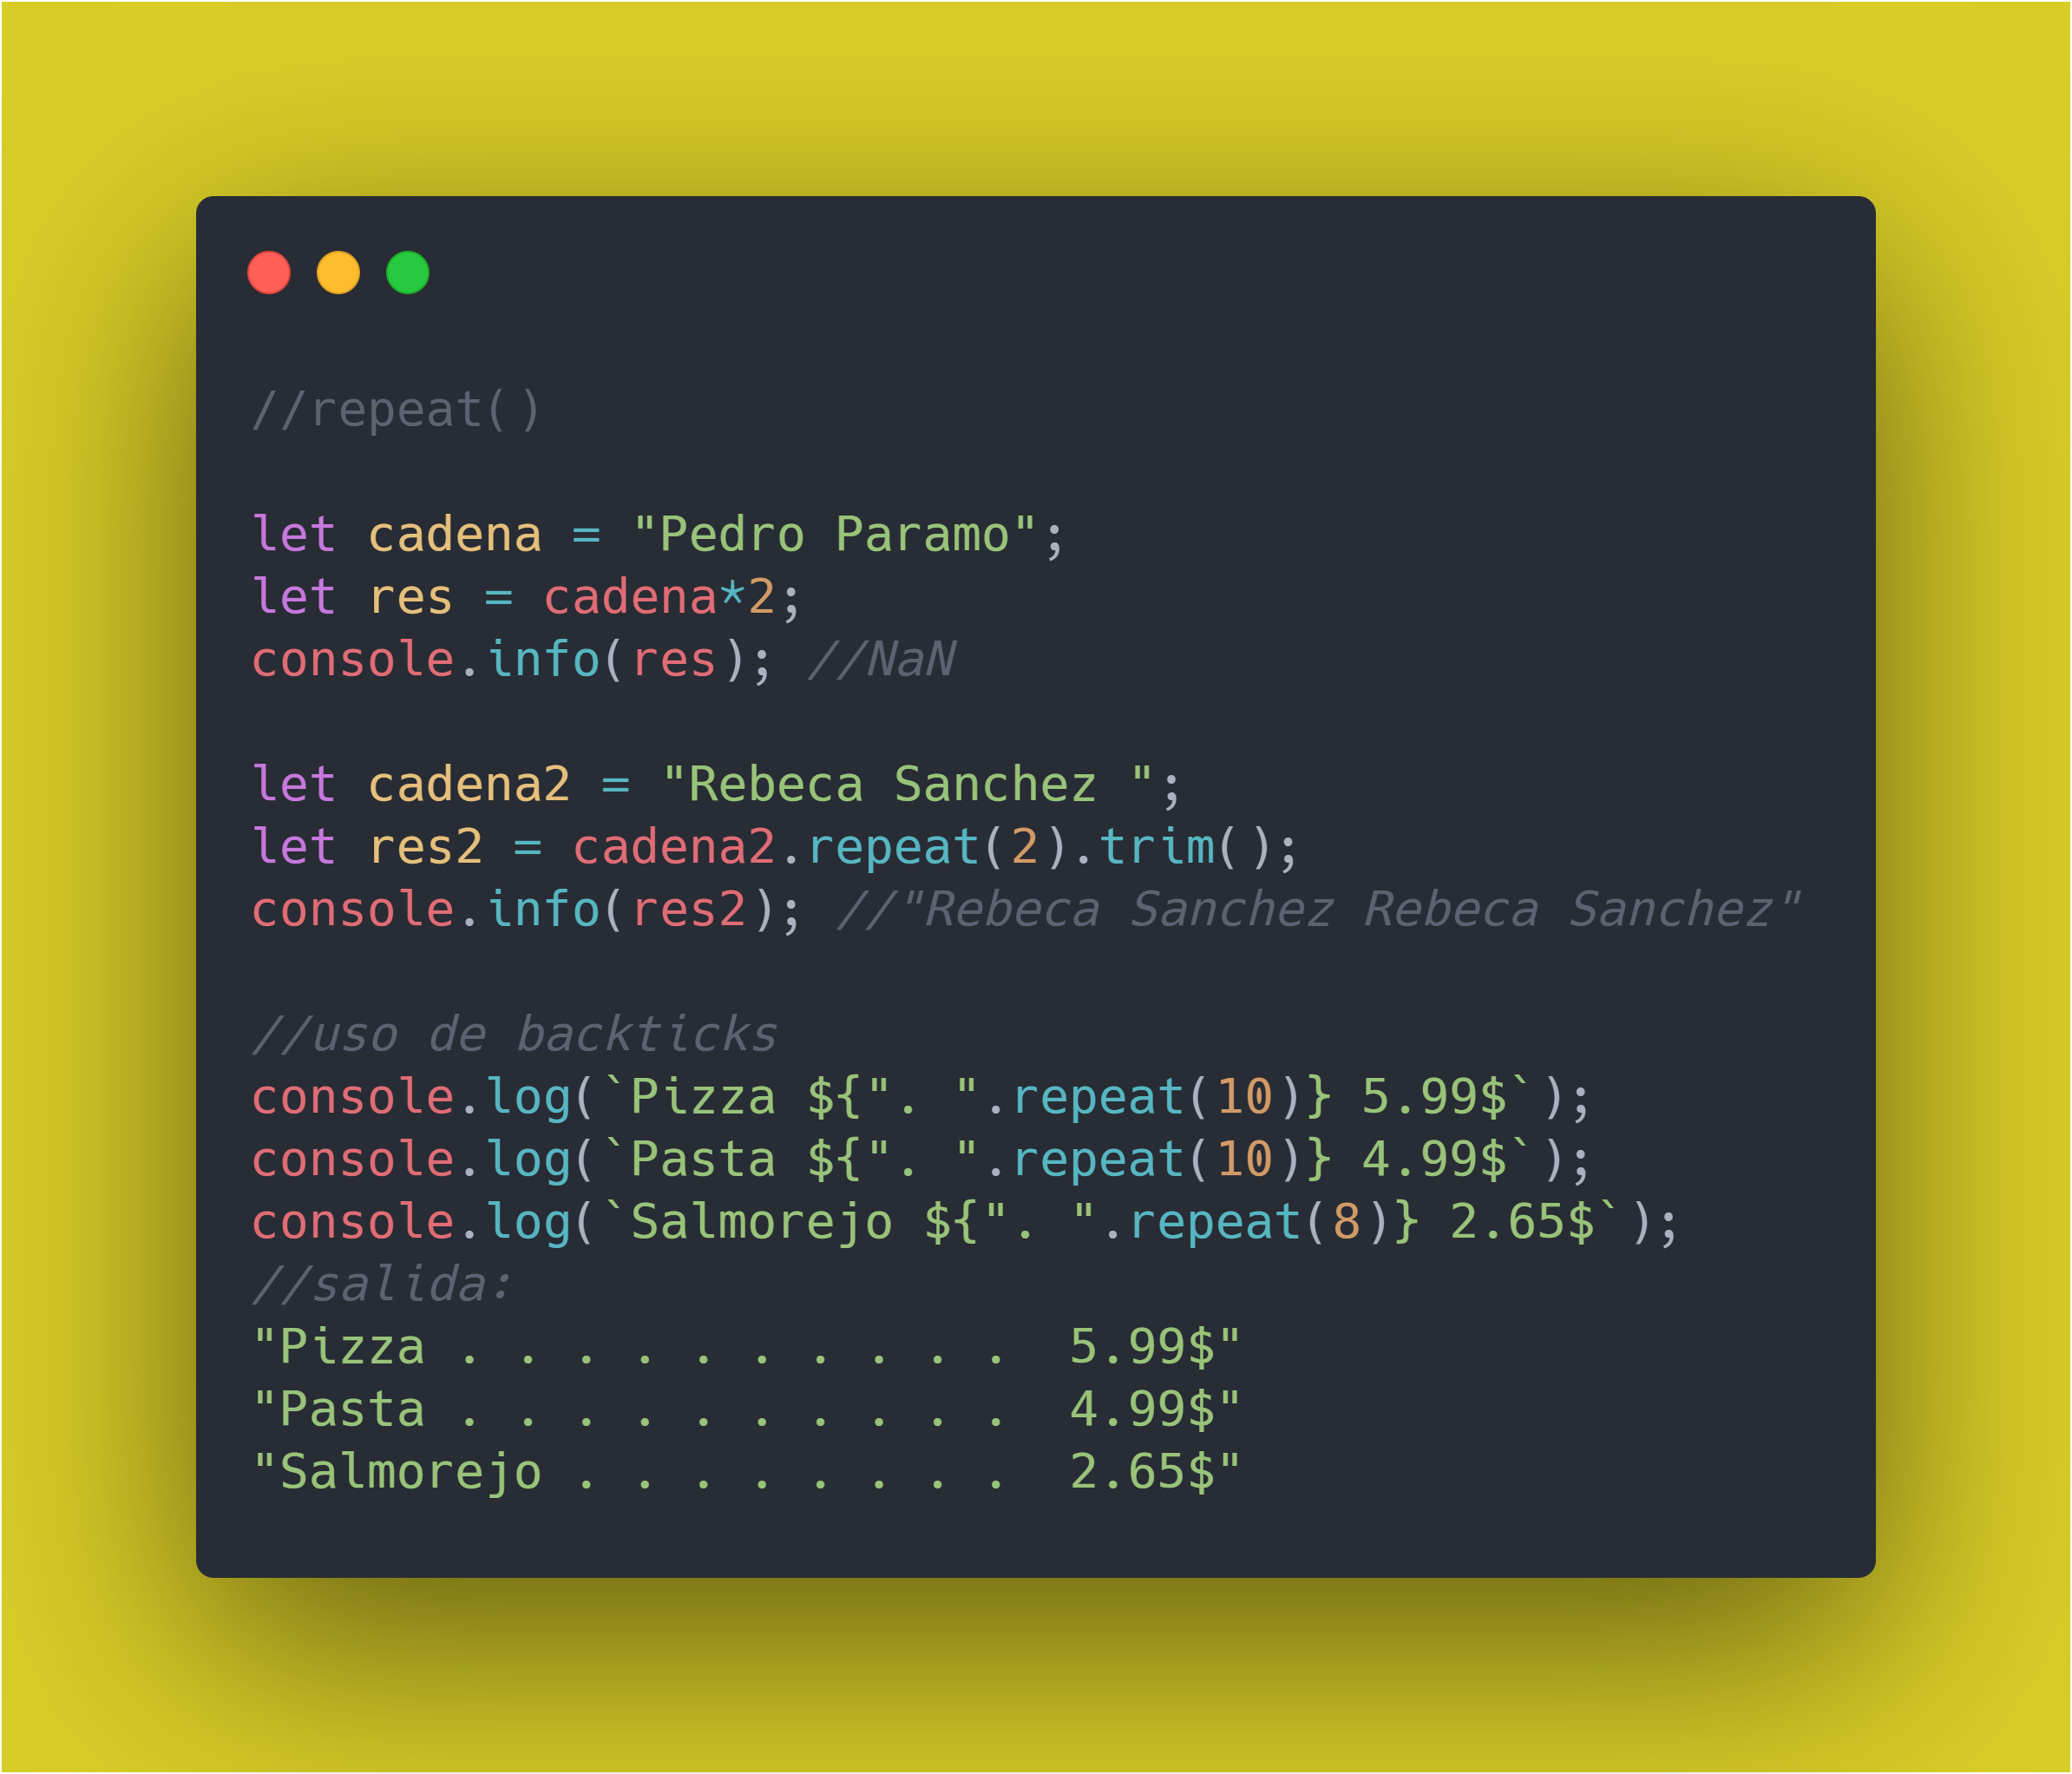 //repeat()
let cadena = "Pedro Paramo";
let res = cadena*2;
console.info(res); //NaN
let cadena2 = "Rebeca Sanchez ";
let res2 = cadena2.repeat(2).trim();
console.info(res2); //"Rebeca Sanchez Rebeca Sanchez"
//uso de backticks
console.log(`Pizza ${". ".repeat(10)} 5.99$`);
console.log(`Pasta ${". ".repeat(10)} 4.99$`);
console.log(`Salmorejo ${". ".repeat(8)} 2.65$`);
//salida:
"Pizza . . . . . . . . . .  5.99$"
"Pasta . . . . . . . . . .  4.99$"
"Salmorejo . . . . . . . .  2.65$"